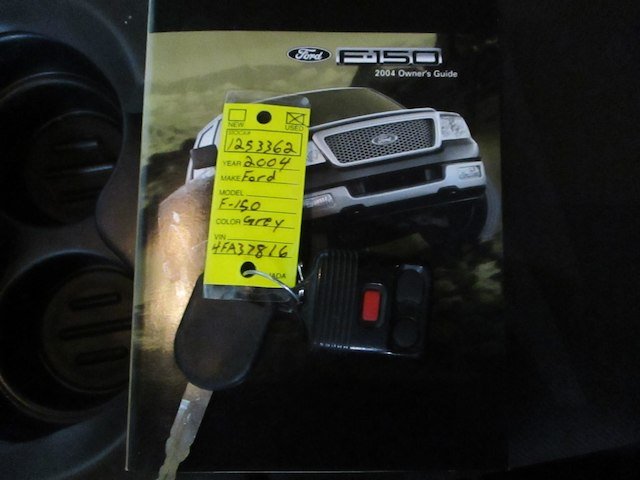 Ford F-150
2004 Owner's Guide
NEW USED
STOCK# 1253362
YEAR 2004
MAKE Ford
MODEL
F-150
COLOR Grey
VIN
4FA37816
Ford